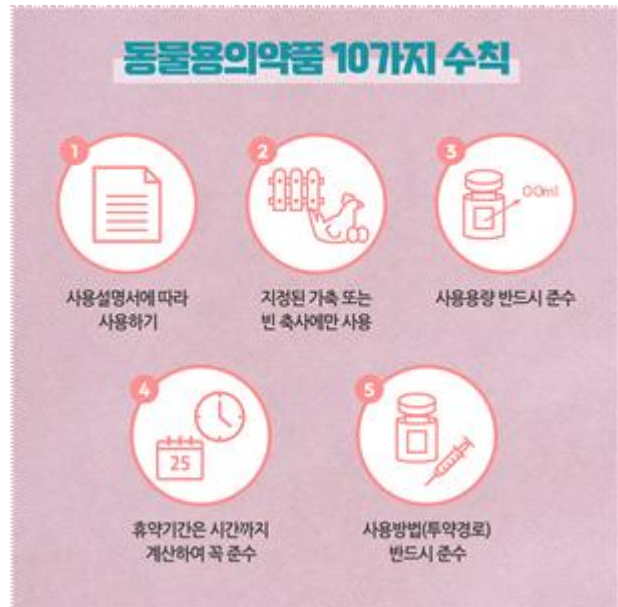 동물용의약품 10가지 수칙
1
2
3
00ml
사용설명서에 따라
사용하기
지정된 가축 또는
빈 축사에만 사용
사용용량 반드시 준수
4
25
5
휴약기간은 시간까지
계산하여 꼭 준수
사용방법(투약경로)
반드시 준수